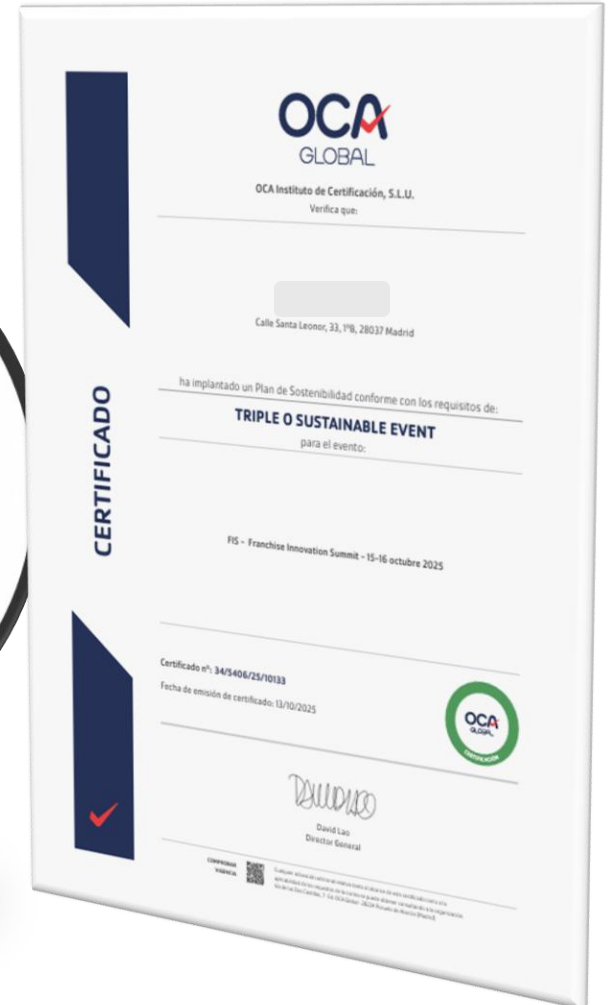 OCA
GLOBAL
OCA Instituto de Certificación, S.L.U.
Verifica que:
Calle Santa Leonor, 33, 1ºB, 28037 Madrid
ha implantado un Plan de Sostenibilidad conforme con los requisitos de:
TRIPLE O SUSTAINABLE EVENT
para el evento:
FIS - Franchise Innovation Summit - 15-16 octubre 2025
CERTIFICADO
Certificado nº: 34/5406/25/10133
Fecha de emisión de certificado: 13/10/2025
OCA
GLOBAL
CERTIFICACIÓN
David Lao
Director General
COMPROBAR
VIGENCIA